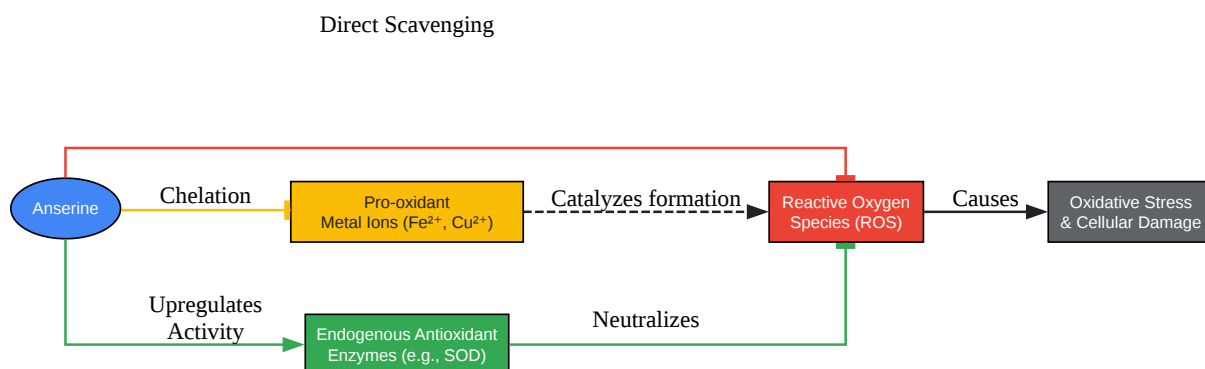 Direct Scavenging
Anserine
Chelation
Pro-oxidant
Metal Ions (Fe²⁺, Cu²⁺)
Catalyzes formation
Reactive Oxygen
Species (ROS)
Causes
Oxidative Stress
& Cellular Damage
Upregulates
Activity
Endogenous Antioxidant
Enzymes (e.g., SOD)
Neutralizes